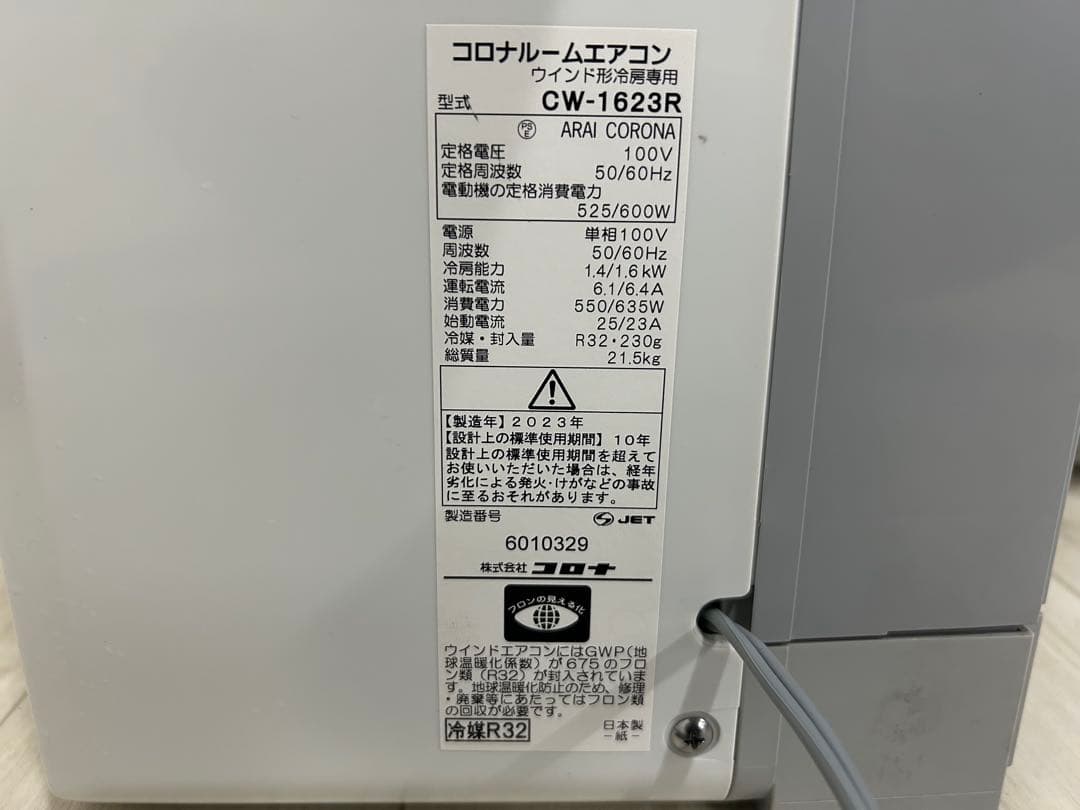 コロナルームエアコン
ウインド形冷房専用
型式 CW-1623R
PS E ARAI CORONA
定格電圧 100V
定格周波数 50/60Hz
電動機の定格消費電力
525/600W
電源 単相100V
周波数 50/60Hz
冷房能力 1.4/1.6kW
運転電流 6.1/6.4A
消費電力 550/635W
始動電流 25/23A
冷媒・封入量 R32・230g
総質量 21.5kg
【製造年】2023年
【設計上の標準使用期間】10年
設計上の標準使用期間を超えて
お使いいただいた場合は、経年
劣化による発火・けがなどの事故
に至るおそれがあります。
製造番号 JET
6010329
株式会社 コロナ
フロンの見える化
ウインドエアコンにはGWP(地
球温暖化係数)が675のフロ
ン類(R32)が封入されていま
す。地球温暖化防止のため、修理
・廃棄等にあたってはフロン類
の回収が必要です。
冷媒R32 日本製
－紙－